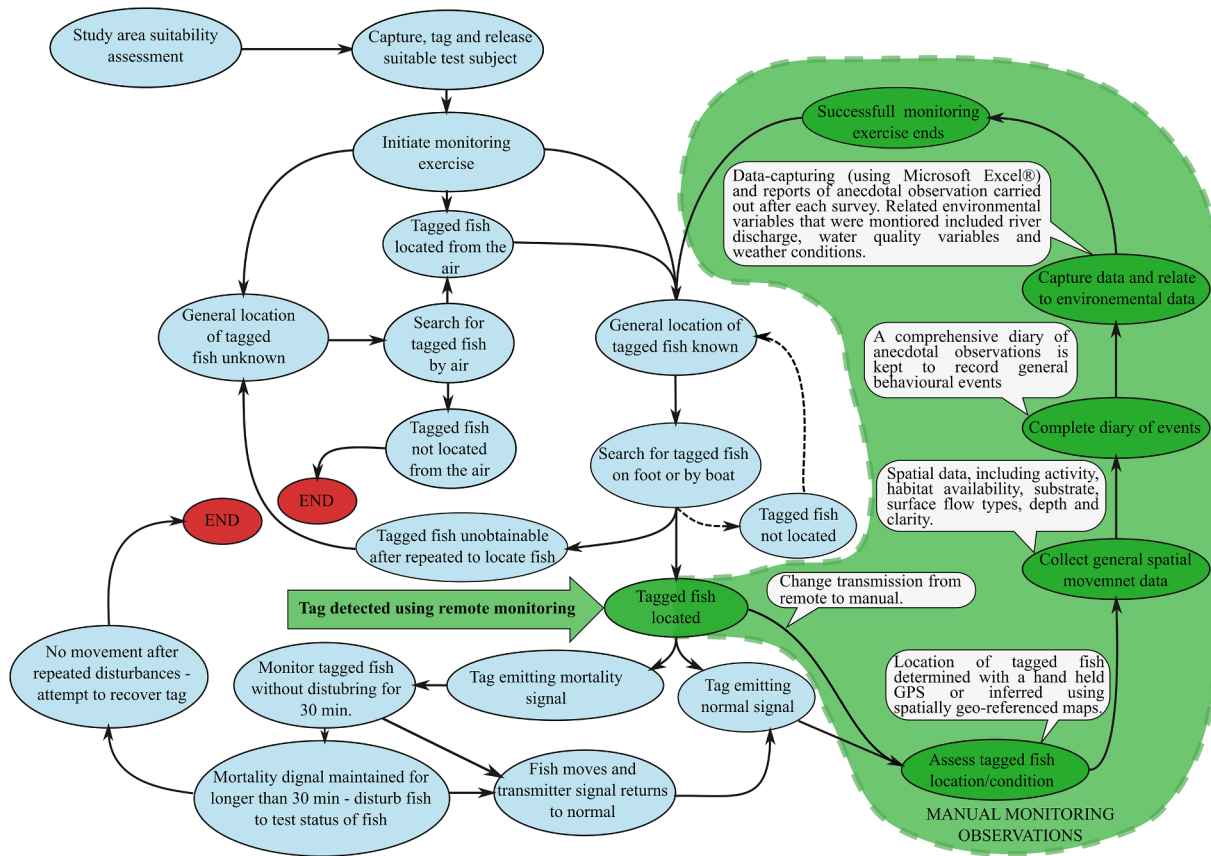 Study area suitability
assessment
Capture, tag and release
suitable test subject
Initiate monitoring
exercise
Tagged fish
located from the
air
General location
of tagged
fish unknown
Search for
tagged fish
by air
General location of
tagged fish known
Tagged fish
not located
from the air
END
Search for tagged fish
on foot or by boat
Tagged fish
not located
Tagged fish unobtainable
after repeated to locate fish
END
Tag detected using remote monitoring
Tagged fish
located
No movement after
repeated disturbances -
attempt to recover tag
Monitor tagged fish
without distubring for
30 min.
Tag emitting mortality
signal
Tag emitting
normal signal
Mortality dignal maintained for
longer than 30 min - disturb fish
to test status of fish
Fish moves and
transmitter signal returns
to normal
Successfull monitoring
exercise ends
Data-capturing (using Microsoft Excel®)
and reports of anecdotal observation carried
out after each survey. Related environmental
variables that were montiored included river
discharge, water quality variables and
weather conditions.
Capture data and relate
to environemental data
A comprehensive diary of
anecdotal observations is
kept to record general
behavioural events
Complete diary of events
Spatial data, including activity,
habitat availability, substrate,
surface flow types, depth and
clarity.
Collect general spatial
movemnet data
Change transmission from
remote to manual.
Location of tagged fish
determined with a hand held
GPS or inferred using
spatially geo-referenced maps.
Assess tagged fish
location/condition
MANUAL MONITORING
OBSERVATIONS